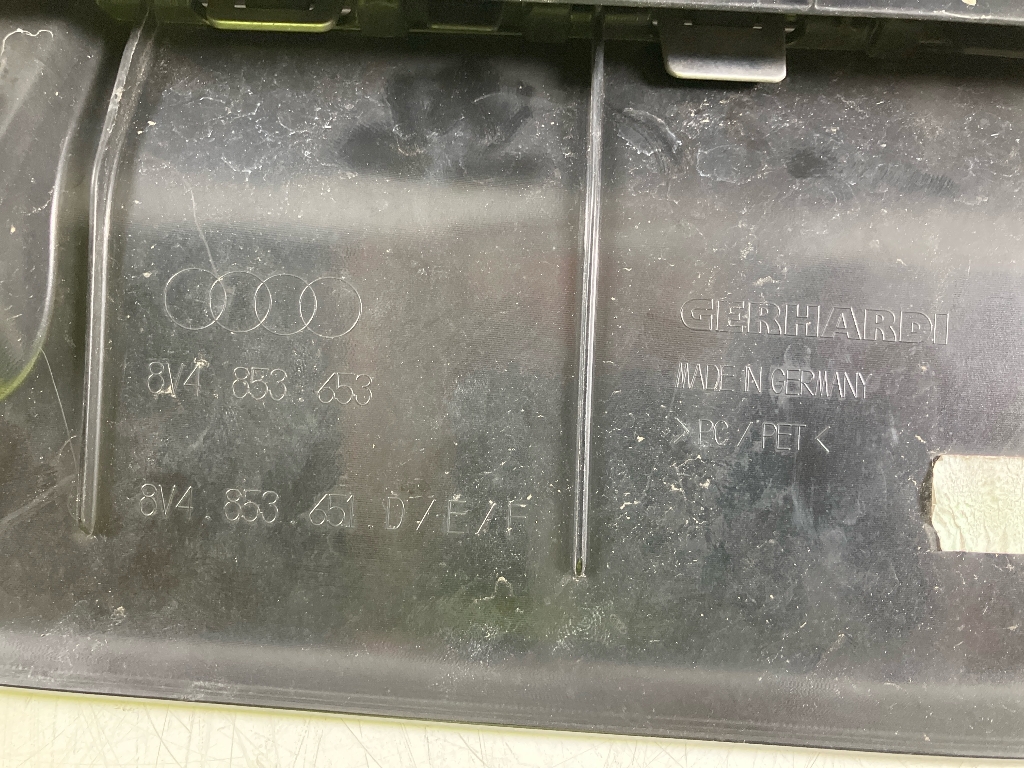 8V4 . 853 . 653
8V4 . 853 . 651 D / E / F
GERHARDI
MADE IN GERMANY
>PC / PET<